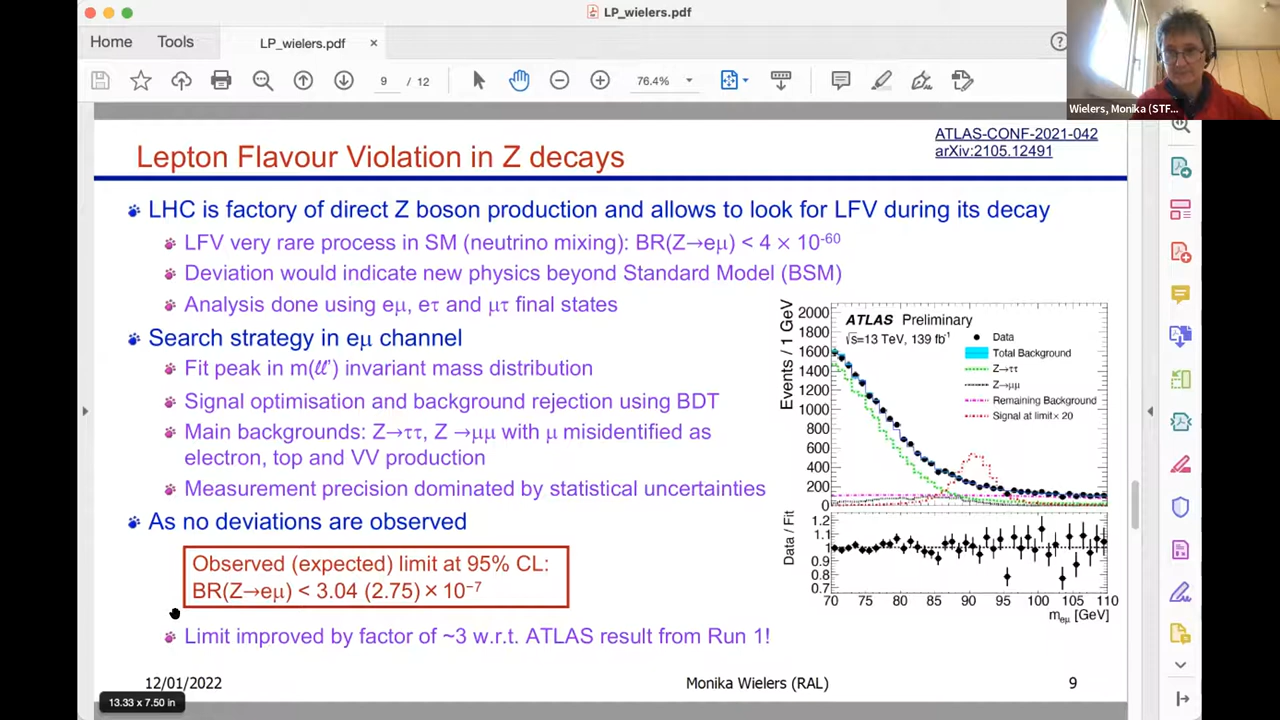 LP_wielers.pdf
Home
Tools
LP_wielers.pdf ×
9 / 12
76.4%
Wielers, Monika (STF...
ATLAS-CONF-2021-042
arXiv:2105.12491
Lepton Flavour Violation in Z decays
LHC is factory of direct Z boson production and allows to look for LFV during its decay
LFV very rare process in SM (neutrino mixing): BR(Z→eμ) < 4 × 10⁻⁶⁰
Deviation would indicate new physics beyond Standard Model (BSM)
Analysis done using eμ, eτ and μτ final states
Search strategy in eμ channel
Fit peak in m(ℓℓ') invariant mass distribution
Signal optimisation and background rejection using BDT
Main backgrounds: Z→ττ, Z →μμ with μ misidentified as
electron, top and VV production
Measurement precision dominated by statistical uncertainties
As no deviations are observed
Observed (expected) limit at 95% CL:
BR(Z→eμ) < 3.04 (2.75) × 10⁻⁷
Limit improved by factor of ~3 w.r.t. ATLAS result from Run 1!
Events / 1 GeV
2000
1800
1600
1400
1200
1000
800
600
400
200
0
ATLAS Preliminary
√s=13 TeV, 139 fb⁻¹
Data
Total Background
Z→ττ
Z→μμ
Remaining Background
Signal at limit× 20
Data / Fit
1.2
1.1
1
0.9
0.8
0.7
70 75 80 85 90 95 100 105 110
m_eμ [GeV]
12/01/2022
Monika Wielers (RAL)
9
13.33 x 7.50 in